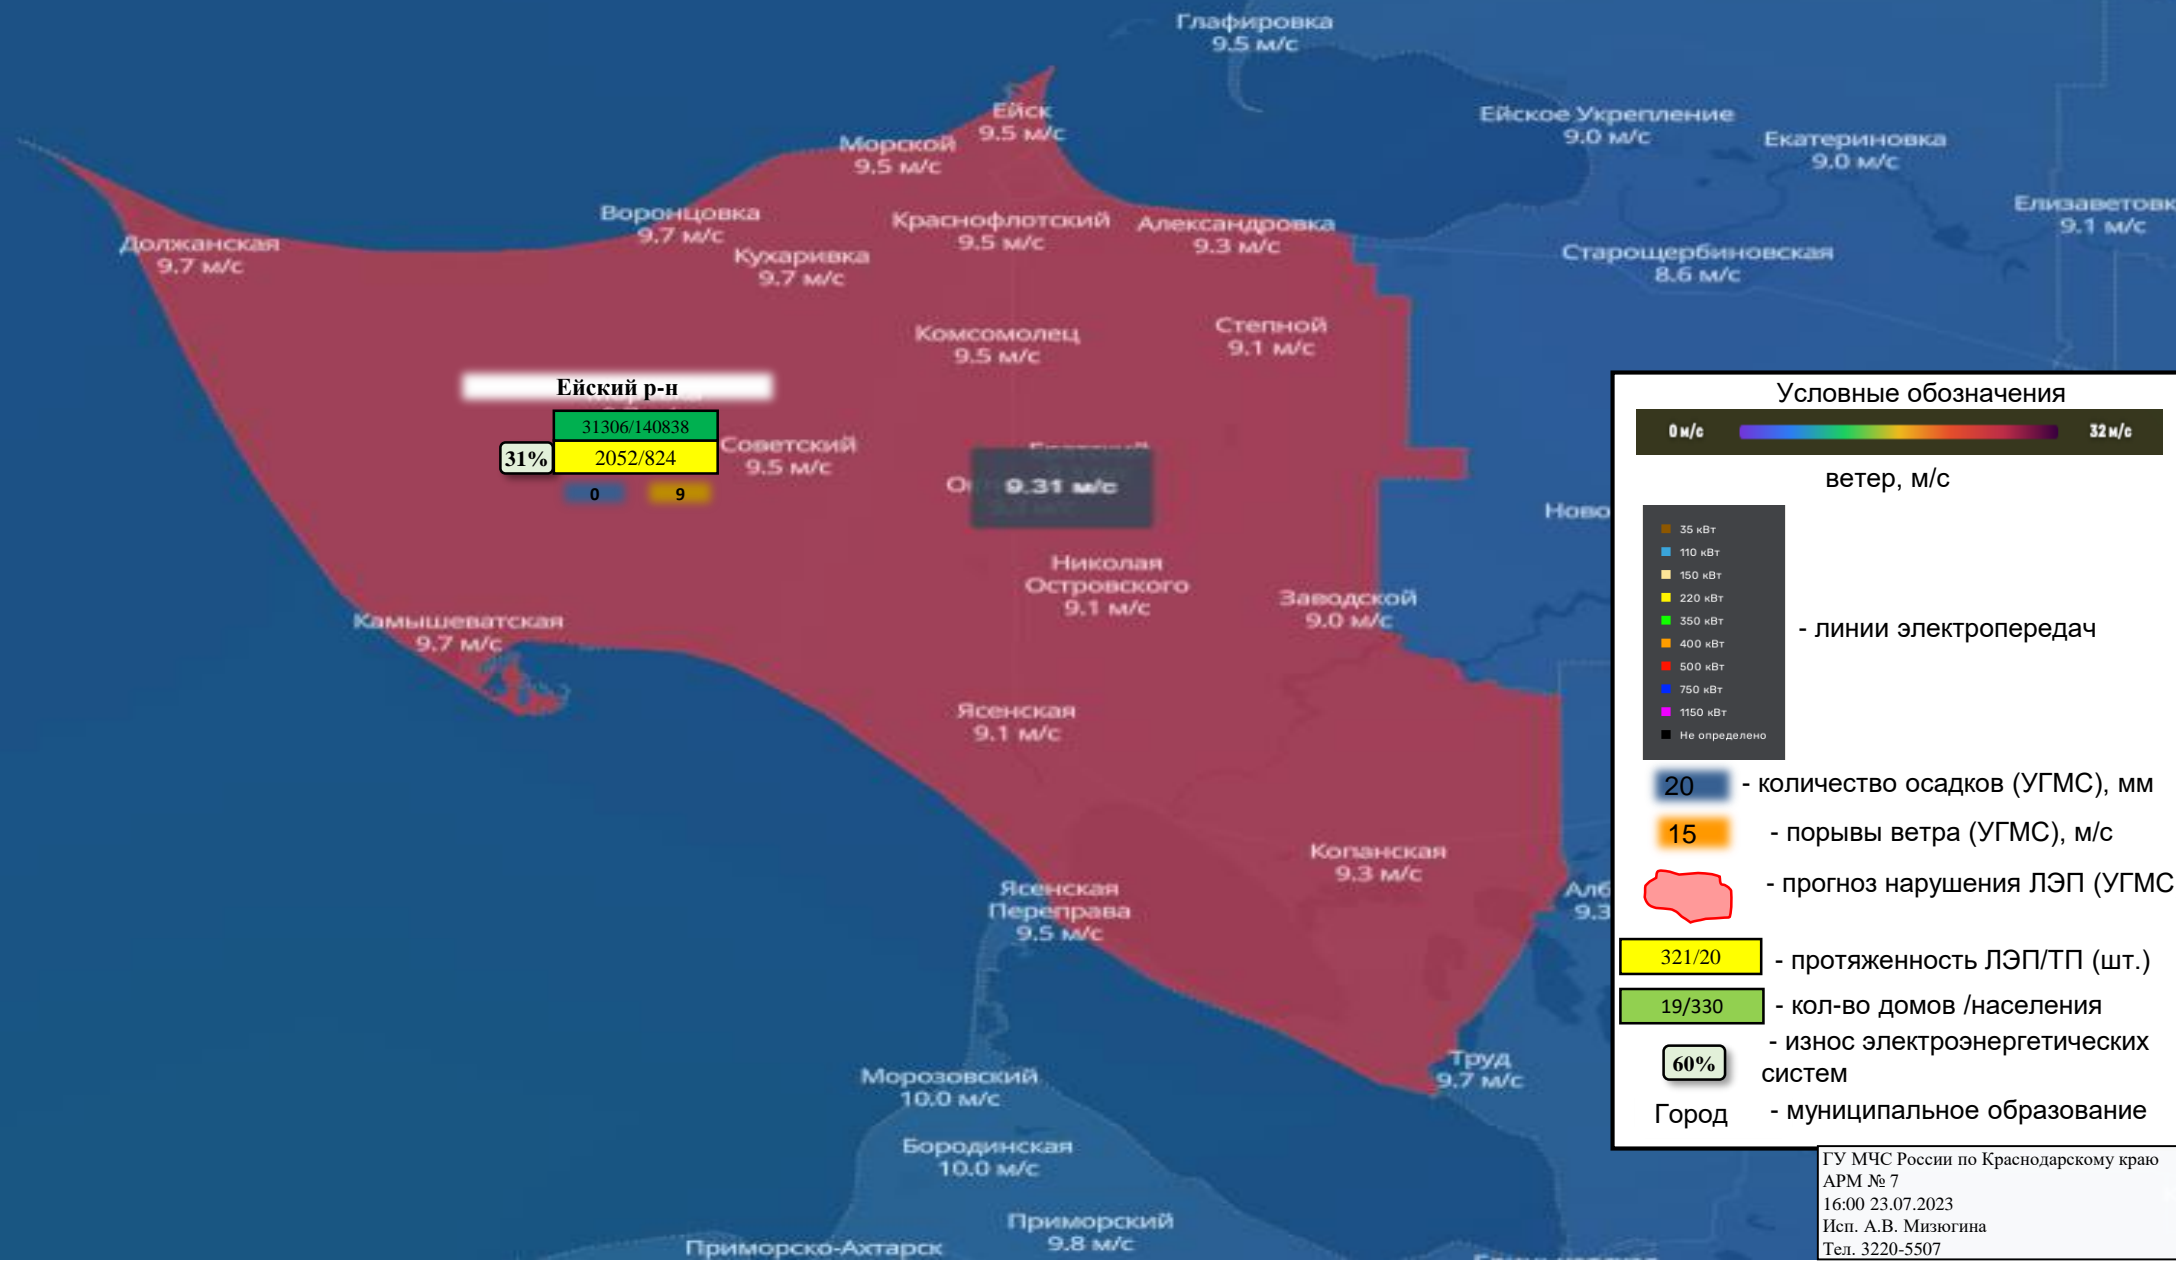 Глафировка
9.5 м/с
Ейск
9.5 м/с
Морской
9.5 м/с
Ейское Укрепление
9.0 м/с
Екатериновка
9.0 м/с
Воронцовка
9.7 м/с
Краснофлотский
9.5 м/с
Александровка
9.3 м/с
Елизаветовк
9.1 м/с
Должанская
9.7 м/с
Кухаривка
9.7 м/с
Старощербиновская
8.6 м/с
Комсомолец
9.5 м/с
Степной
9.1 м/с
Ейский р-н
31306/140838
31%
2052/824
0
9
Советский
9.5 м/с
9.31 м/с
Ново
Николая
Островского
9.1 м/с
Заводской
9.0 м/с
Камышеватская
9.7 м/с
Ясенская
9.1 м/с
Копанская
9.3 м/с
Ясенская
Переправа
9.5 м/с
Алб
9.3
Труд
9.7 м/с
Морозовский
10.0 м/с
Бородинская
10.0 м/с
Приморский
9.8 м/с
Приморско-Ахтарск
Условные обозначения
0 м/с
32 м/с
ветер, м/с
35 кВт
110 кВт
150 кВт
220 кВт
350 кВт
400 кВт
500 кВт
750 кВт
1150 кВт
Не определено
- линии электропередач
20 - количество осадков (УГМС), мм
15 - порывы ветра (УГМС), м/с
- прогноз нарушения ЛЭП (УГМС
321/20 - протяженность ЛЭП/ТП (шт.)
19/330 - кол-во домов /населения
60% - износ электроэнергетических
систем
Город - муниципальное образование
ГУ МЧС России по Краснодарскому краю
АРМ № 7
16:00 23.07.2023
Исп. А.В. Мизюгина
Тел. 3220-5507